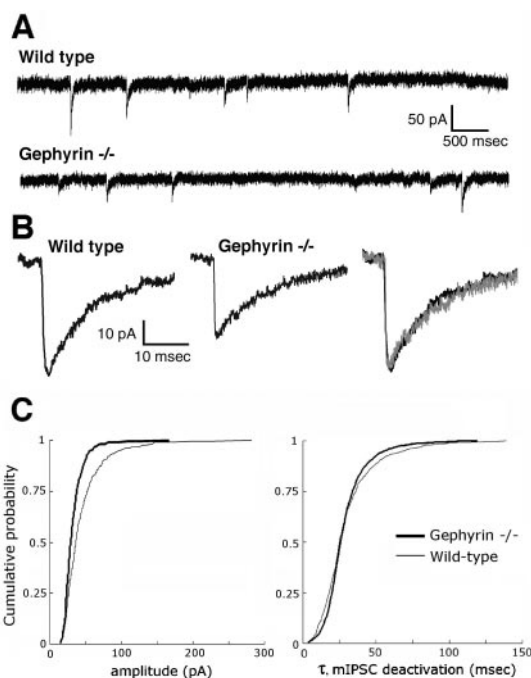 A
Wild type
50 pA
500 msec
Gephyrin -/-
B
Wild type
Gephyrin -/-
10 pA
10 msec
C
Cumulative probability
1
0.75
0.5
0.25
0
0 100 200 300
amplitude (pA)
1
0.75
0.5
0.25
0
0 50 100 150
τ, mIPSC deactivation (msec)
Gephyrin -/-
Wild-type